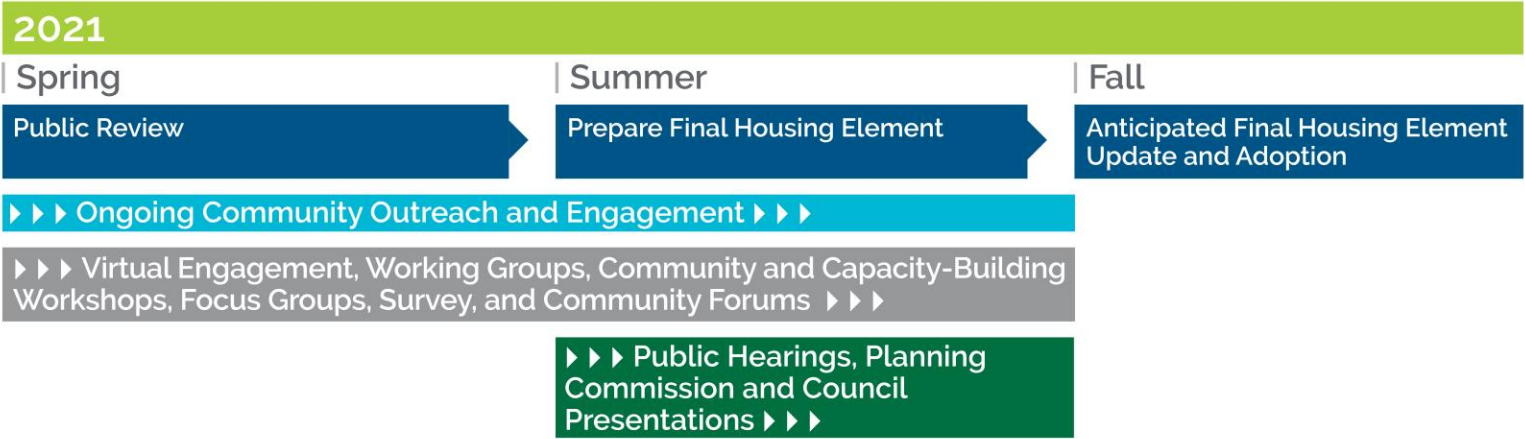 2021
Spring
Summer
Fall
Public Review
Prepare Final Housing Element
Anticipated Final Housing Element
Update and Adoption
Ongoing Community Outreach and Engagement
Virtual Engagement, Working Groups, Community and Capacity-Building
Workshops, Focus Groups, Survey, and Community Forums
Public Hearings, Planning
Commission and Council
Presentations